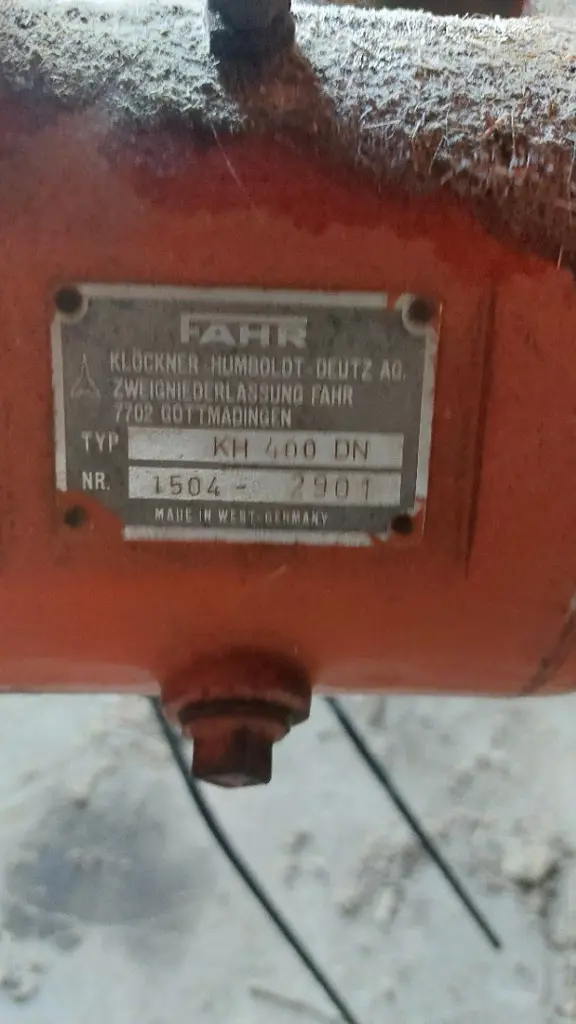 FAHR
KLÖCKNER-HUMBOLDT-DEUTZ AG.
ZWEIGNIEDERLASSUNG FAHR
7702 GOTTMADINGEN
TYP KH 400 DN
NR. 1504 - 2901
MADE IN WEST-GERMANY